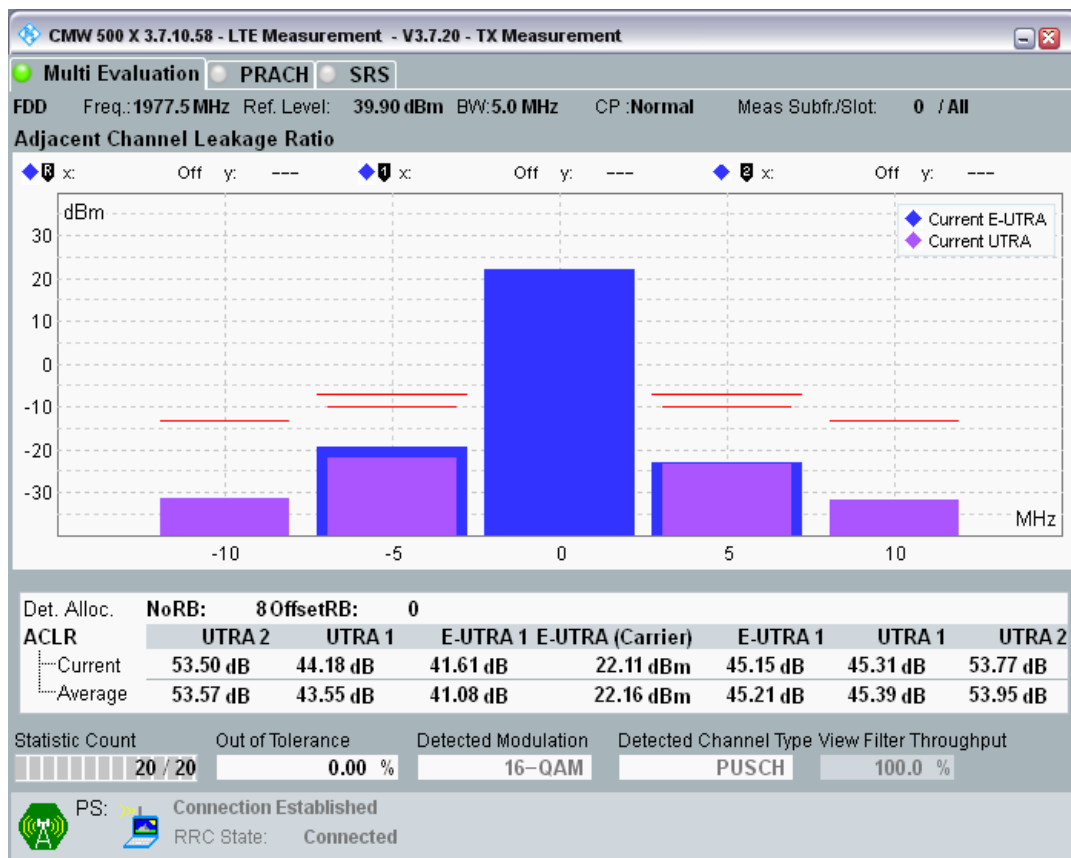 CMW 500 X 3.7.10.58 - LTE Measurement - V3.7.20 - TX Measurement
Multi Evaluation PRACH SRS
FDD Freq.:1977.5 MHz Ref. Level: 39.90 dBm BW:5.0 MHz CP :Normal Meas Subfr./Slot: 0 / All
Adjacent Channel Leakage Ratio
R x: Off y: --- 1 x: Off y: --- 2 x: Off y: ---
dBm
Current E-UTRA
Current UTRA
30
20
10
0
-10
-20
-30
MHz
-10 -5 0 5 10
Det. Alloc. NoRB: 8 OffsetRB: 0
ACLR UTRA 2 UTRA 1 E-UTRA 1 E-UTRA (Carrier) E-UTRA 1 UTRA 1 UTRA 2
Current 53.50 dB 44.18 dB 41.61 dB 22.11 dBm 45.15 dB 45.31 dB 53.77 dB
Average 53.57 dB 43.55 dB 41.08 dB 22.16 dBm 45.21 dB 45.39 dB 53.95 dB
Statistic Count Out of Tolerance Detected Modulation Detected Channel Type View Filter Throughput
20 / 20 0.00 % 16-QAM PUSCH 100.0 %
PS: Connection Established
RRC State: Connected